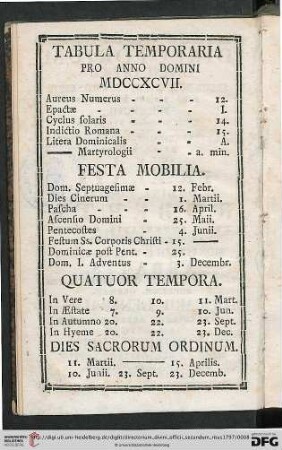 TABULA TEMPORARIA
PRO ANNO DOMINI
MDCCXCVII.
Aureus Numerus - - - 12.
Epactæ - - - - I.
Cyclus solaris - - - 14.
Indictio Romana - - - 15.
Litera Dominicalis - - A.
—— Martyrologii - - a. min.
FESTA MOBILIA.
Dom. Septuagesimæ - 12. Febr.
Dies Cinerum - - 1. Martii.
Pascha - - - 16. April.
Ascensio Domini - 25. Maii.
Pentecostes - - 4. Junii.
Festum Ss. Corporis Christi - 15. ——
Dominicæ post Pent. - 25.
Dom. I. Adventus - 3. Decembr.
QUATUOR TEMPORA.
In Vere 8. 10. 11. Mart.
In Æstate 7. 9. 10. Jun.
In Autumno 20. 22. 23. Sept.
In Hyeme 20. 22. 23. Dec.
DIES SACRORUM ORDINUM.
11. Martii. —— 15. Aprilis.
10. Junii. 23. Sept. 23. Decemb.
DFG